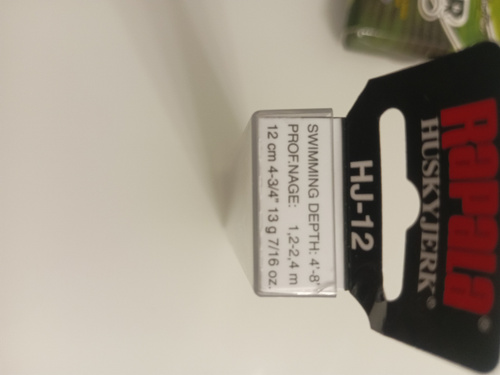 Rapala®
HUSKY JERK®
HJ-12
SWIMMING DEPTH: 4'-8'
PROF.NAGE: 1,2-2,4 m
12 cm 4-3/4" 13 g 7/16 oz.